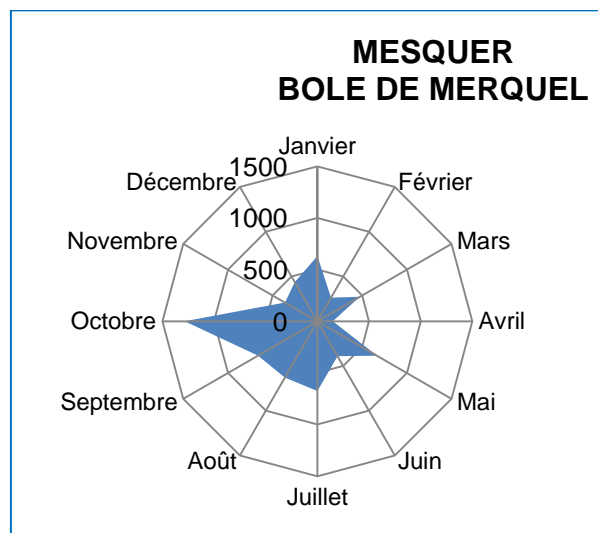 MESQUER
BOLE DE MERQUEL
Janvier
Février
Mars
Avril
Mai
Juin
Juillet
Août
Septembre
Octobre
Novembre
Décembre
1500
1000
500
0